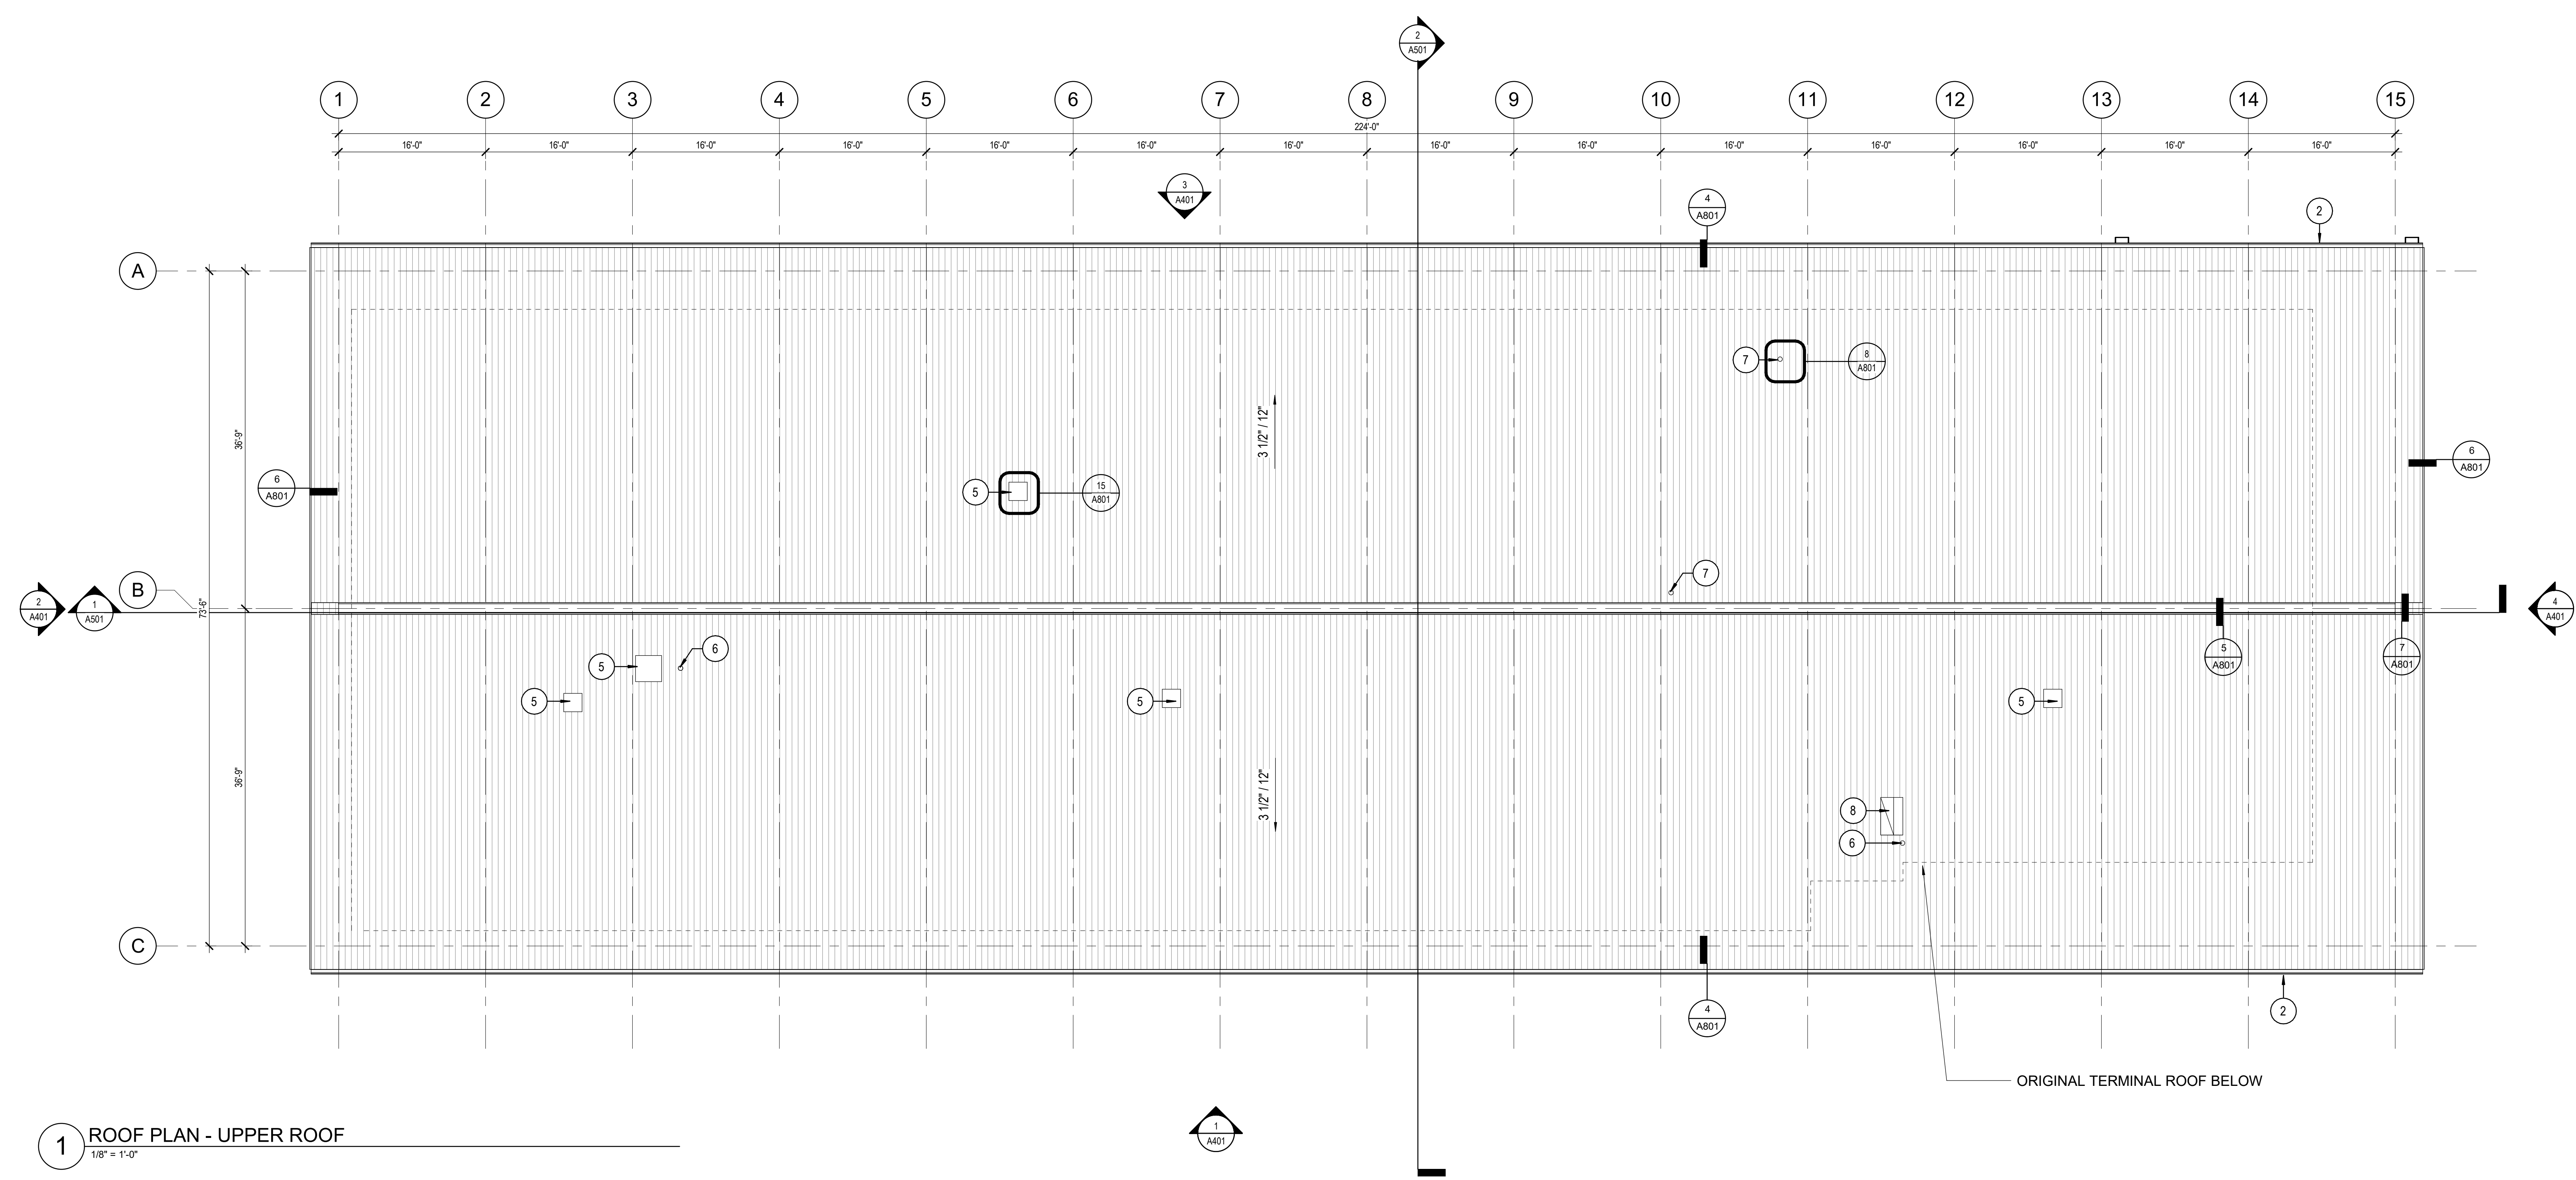 2
A501
1
2
3
4
5
6
7
8
9
10
11
12
13
14
15
224'-0"
16'-0"
16'-0"
16'-0"
16'-0"
16'-0"
16'-0"
16'-0"
16'-0"
16'-0"
16'-0"
16'-0"
16'-0"
16'-0"
16'-0"
3
A401
4
A801
2
A
7
8
A801
3 1/2" / 12"
36'-9"
6
A801
5
15
A801
6
A801
7
B
2
A401
1
A501
73'-6"
4
A401
5
6
5
A801
7
A801
5
5
5
36'-9"
3 1/2" / 12"
8
6
C
4
A801
2
ORIGINAL TERMINAL ROOF BELOW
1
A401
1
ROOF PLAN - UPPER ROOF
1/8" = 1'-0"